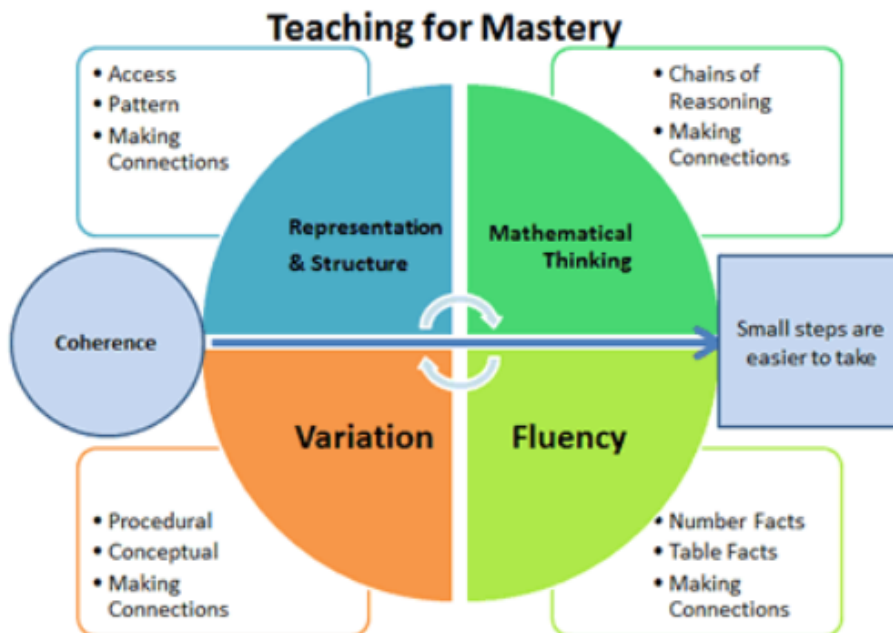 Teaching for Mastery
• Access
• Pattern
• Making
Connections
• Chains of
Reasoning
• Making
Connections
Representation
& Structure
Mathematical
Thinking
Coherence
Small steps are
easier to take
Variation
Fluency
• Procedural
• Conceptual
• Making
Connections
• Number Facts
• Table Facts
• Making
Connections